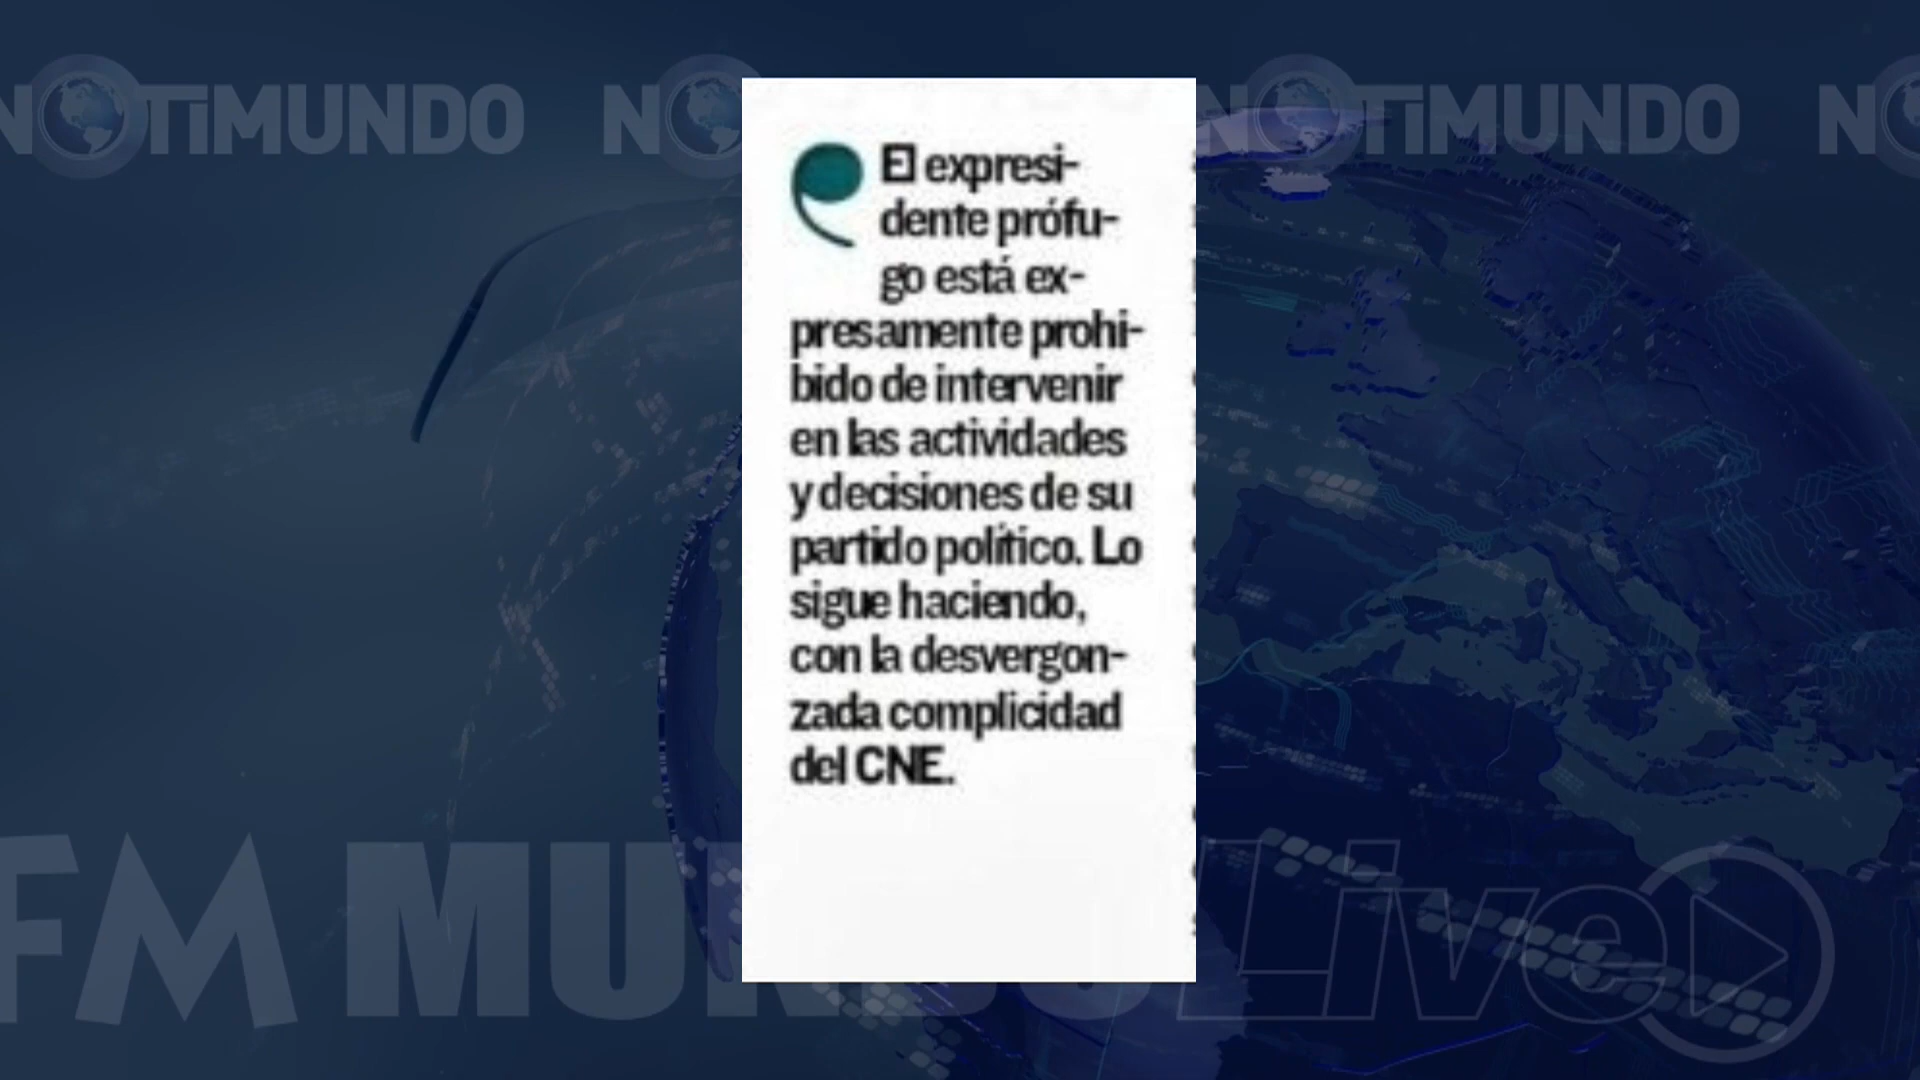 NOTiMUNDO
NOTiMUNDO
El expresi-
dente prófu-
go está ex-
presamente prohi-
bido de intervenir
en las actividades
y decisiones de su
partido político. Lo
sigue haciendo,
con la desvergon-
zada complicidad
del CNE.
FM MUNDO Live